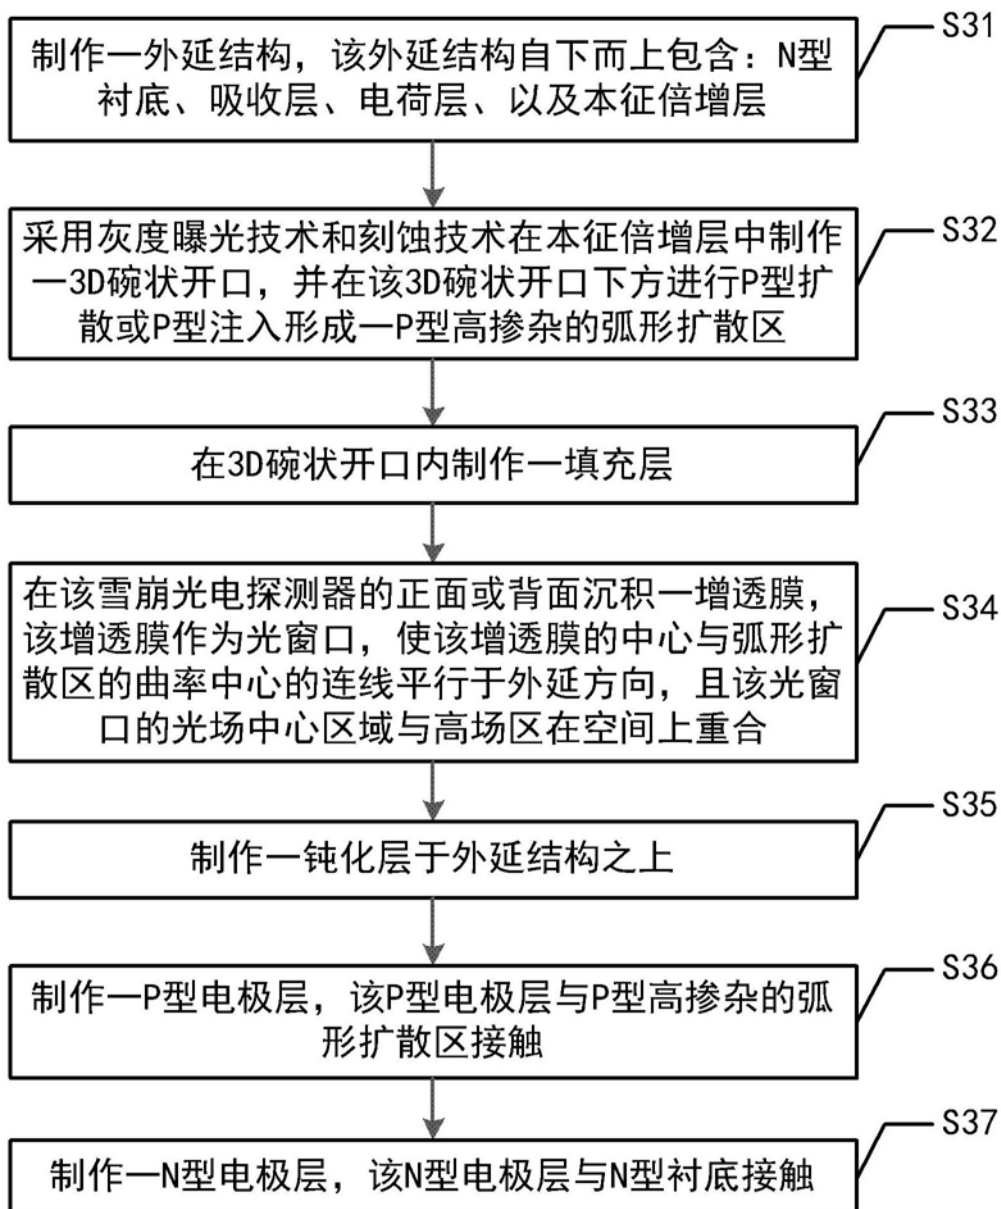 S31
制作一外延结构，该外延结构自下而上包含：N型
衬底、吸收层、电荷层、以及本征倍增层
S32
采用灰度曝光技术和刻蚀技术在本征倍增层中制作
一3D碗状开口，并在该3D碗状开口下方进行P型扩
散或P型注入形成一P型高掺杂的弧形扩散区
S33
在3D碗状开口内制作一填充层
S34
在该雪崩光电探测器的正面或背面沉积一增透膜，
该增透膜作为光窗口，使该增透膜的中心与弧形扩
散区的曲率中心的连线平行于外延方向，且该光窗
口的光场中心区域与高场区在空间上重合
S35
制作一钝化层于外延结构之上
S36
制作一P型电极层，该P型电极层与P型高掺杂的弧
形扩散区接触
S37
制作一N型电极层，该N型电极层与N型衬底接触